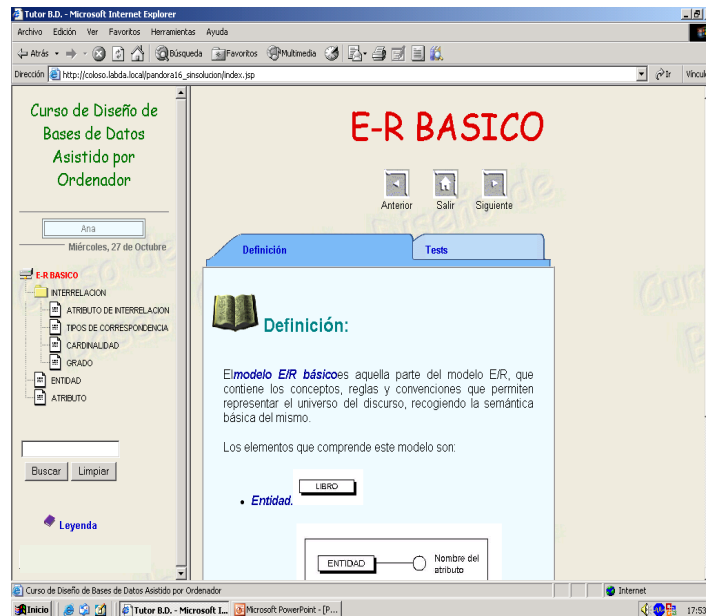 Tutor B.D. - Microsoft Internet Explorer
Archivo Edición Ver Favoritos Herramientas Ayuda
Atrás Búsqueda Favoritos Multimedia
Dirección http://coloso.labda.local/pandora16_sinsolucion/index.jsp Ir Vínculos
Curso de Diseño de
Bases de Datos
Asistido por
Ordenador
Ana
Miércoles, 27 de Octubre
E-R BASICO
INTERRELACION
ATRIBUTO DE INTERRELACION
TIPOS DE CORRESPONDENCIA
CARDINALIDAD
GRADO
ENTIDAD
ATRIBUTO
Buscar Limpiar
Leyenda
E-R BASICO
Anterior Salir Siguiente
Definición Tests
Definición:
Elmodelo E/R básicoes aquella parte del modelo E/R, que
contiene los conceptos, reglas y convenciones que permiten
representar el universo del discurso, recogiendo la semántica
básica del mismo.
Los elementos que comprende este modelo son:
LIBRO
• Entidad.
ENTIDAD Nombre del
atributo
Curso de Diseño de Bases de Datos Asistido por Ordenador Internet
Inicio Tutor B.D. - Microsoft I... Microsoft PowerPoint - [P... 17:53